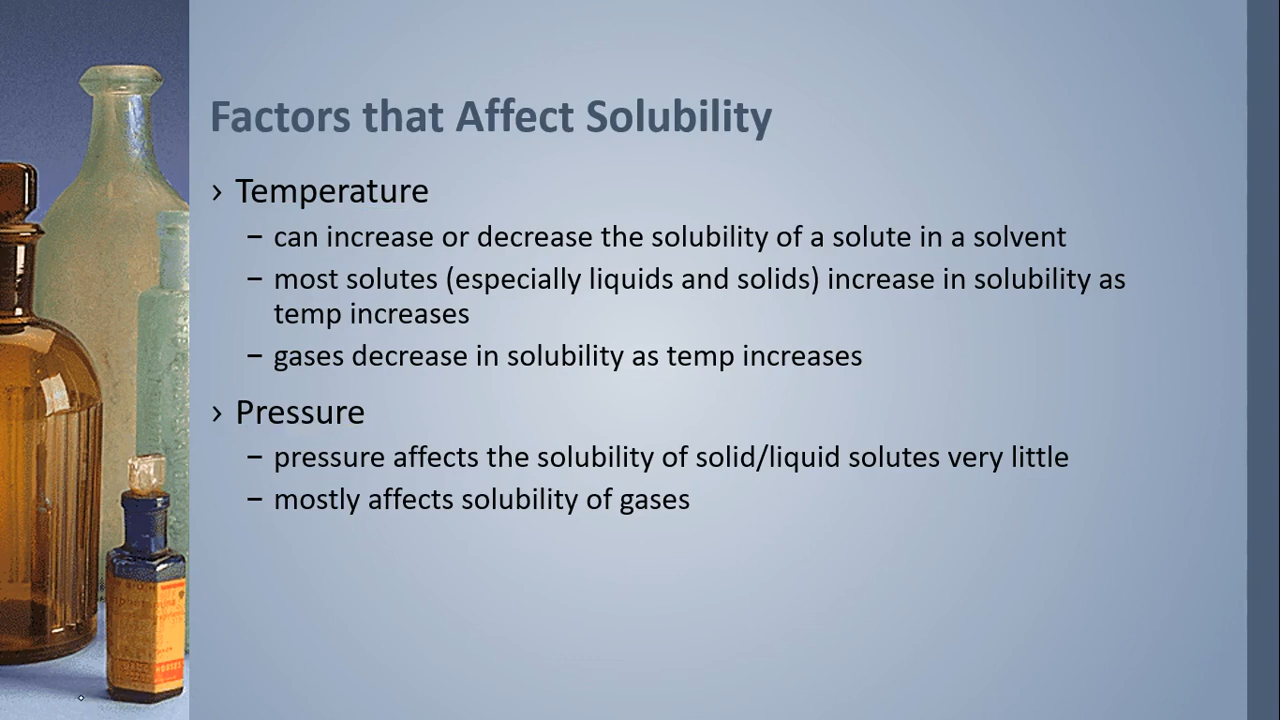 Factors that Affect Solubility
› Temperature
– can increase or decrease the solubility of a solute in a solvent
– most solutes (especially liquids and solids) increase in solubility as
temp increases
– gases decrease in solubility as temp increases
› Pressure
– pressure affects the solubility of solid/liquid solutes very little
– mostly affects solubility of gases